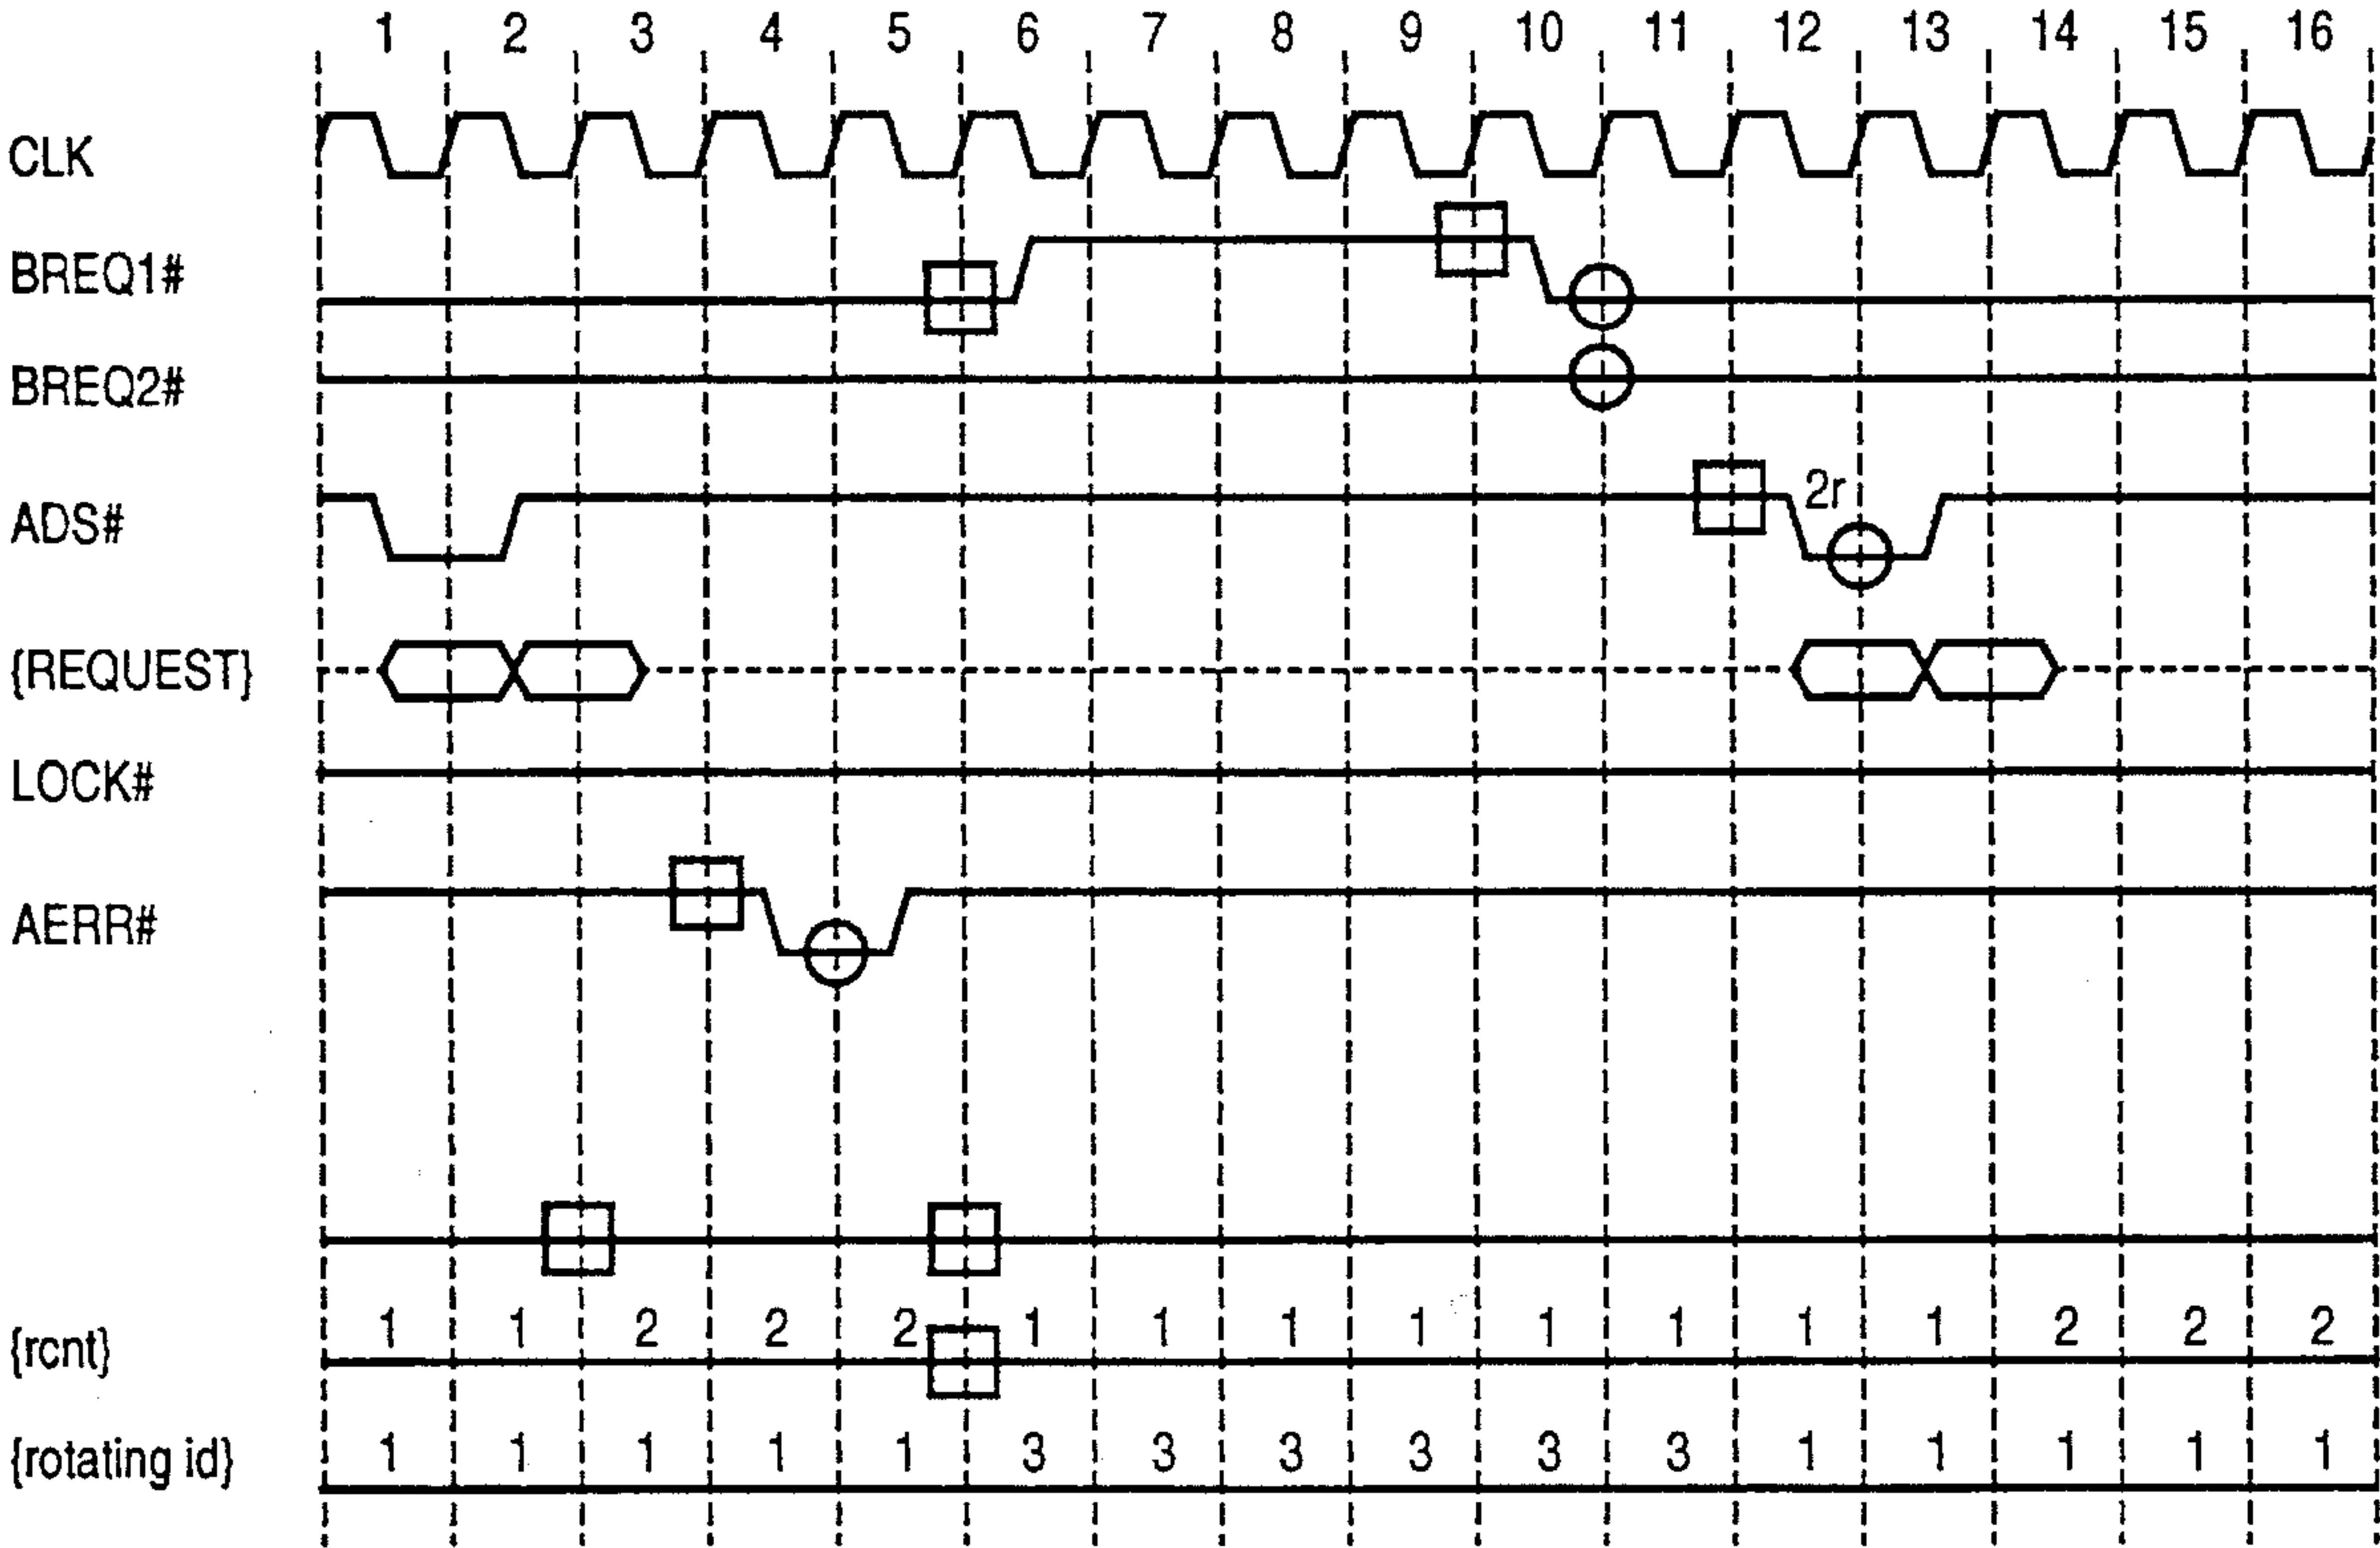 1 2 3 4 5 6 7 8 9 10 11 12 13 14 15 16
CLK
BREQ1#
BREQ2#
ADS# 2r
{REQUEST}
LOCK#
AERR#
{rcnt} 1 1 2 2 2 1 1 1 1 1 1 1 1 2 2 2
{rotating id} 1 1 1 1 1 3 3 3 3 3 3 1 1 1 1 1